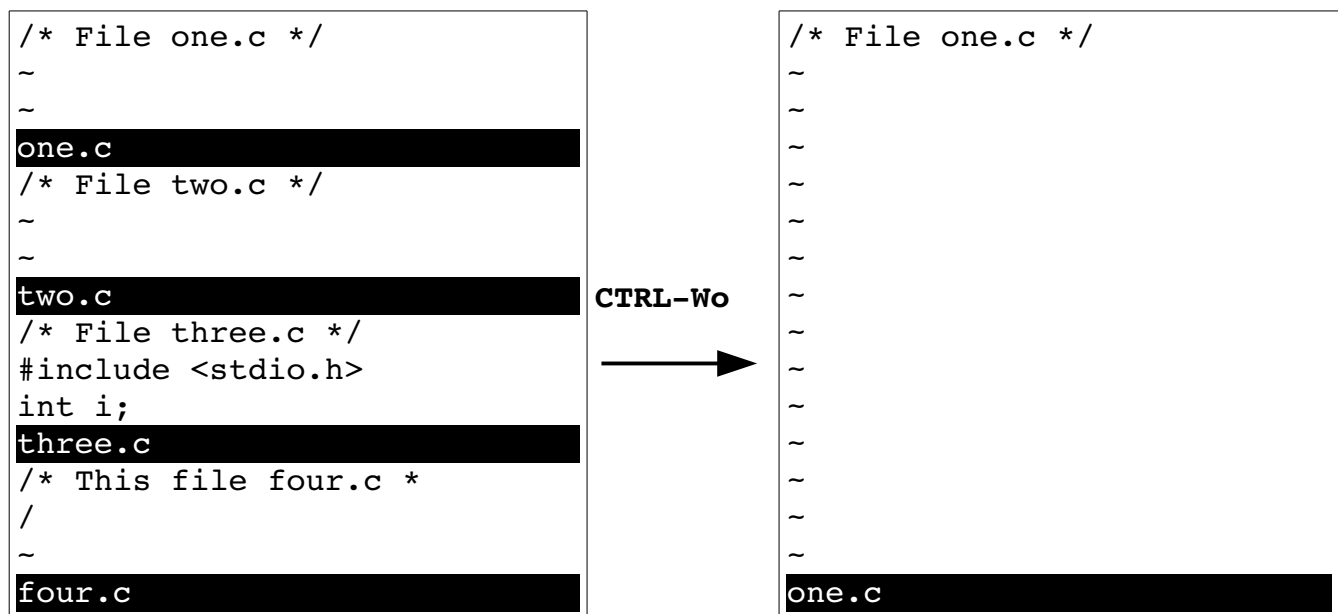 /* File one.c */
~
~
one.c
/* File two.c */
~
~
two.c
/* File three.c */
#include <stdio.h>
int i;
three.c
/* This file four.c *
/
~
four.c
CTRL-Wo
/* File one.c */
~
~
~
~
~
~
~
~
~
~
~
~
~
~
one.c